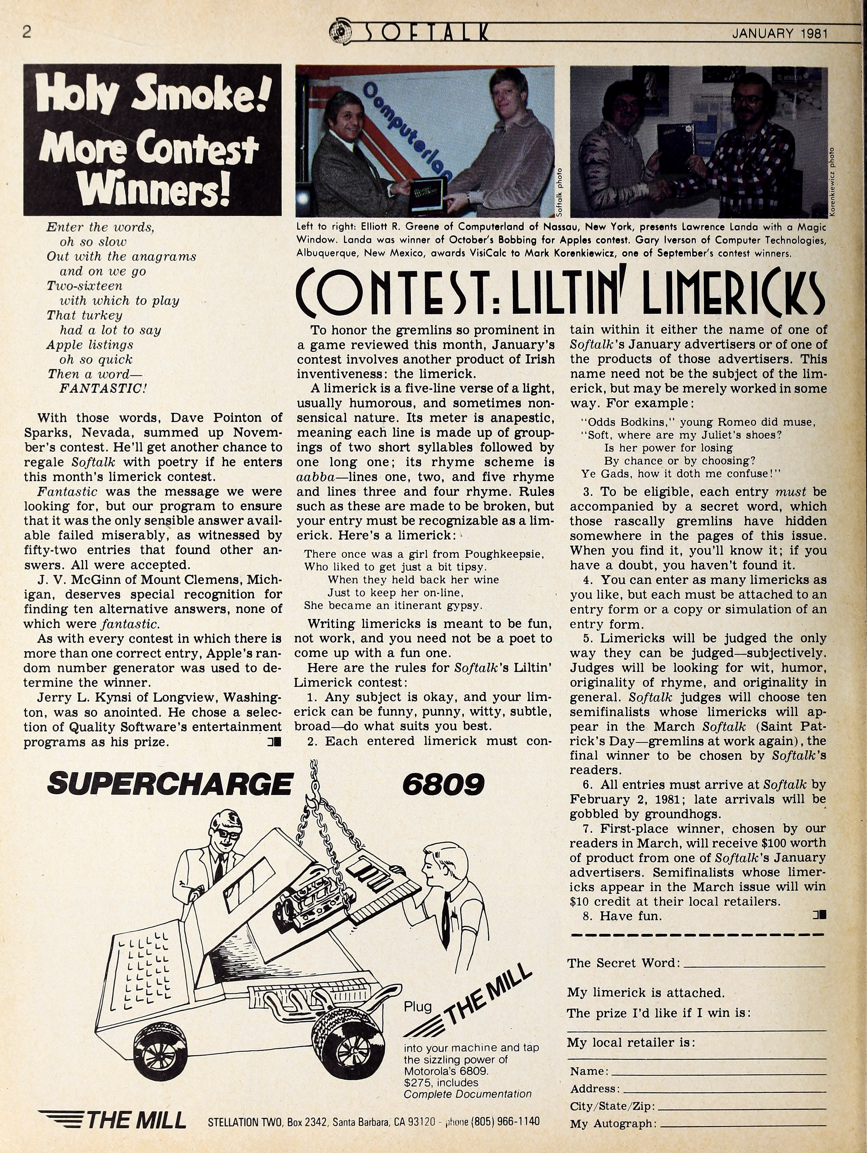 2
SOFTALK
JANUARY 1981
Holy Smoke!
More Contest
Winners!
Enter the words,
oh so slow
Out with the anagrams
and on we go
Two-sixteen
with which to play
That turkey
had a lot to say
Apple listings
oh so quick
Then a word—
FANTASTIC!
With those words, Dave Pointon of
Sparks, Nevada, summed up Novem-
ber's contest. He'll get another chance to
regale Softalk with poetry if he enters
this month's limerick contest.
Fantastic was the message we were
looking for, but our program to ensure
that it was the only sensible answer avail-
able failed miserably, as witnessed by
fifty-two entries that found other an-
swers. All were accepted.
J. V. McGinn of Mount Clemens, Mich-
igan, deserves special recognition for
finding ten alternative answers, none of
which were fantastic.
As with every contest in which there is
more than one correct entry, Apple's ran-
dom number generator was used to de-
termine the winner.
Jerry L. Kynsi of Longview, Washing-
ton, was so anointed. He chose a selec-
tion of Quality Software's entertainment
programs as his prize.
Computerlan
Softalk photo
Korenkiewicz photo
Left to right: Elliott R. Greene of Computerland of Nassau, New York, presents Lawrence Landa with a Magic
Window. Landa was winner of October's Bobbing for Apples contest. Gary Iverson of Computer Technologies,
Albuquerque, New Mexico, awards VisiCalc to Mark Korenkiewicz, one of September's contest winners.
CONTEST: LILTIN' LIMERICKS
To honor the gremlins so prominent in
a game reviewed this month, January's
contest involves another product of Irish
inventiveness: the limerick.
A limerick is a five-line verse of a light,
usually humorous, and sometimes non-
sensical nature. Its meter is anapestic,
meaning each line is made up of group-
ings of two short syllables followed by
one long one; its rhyme scheme is
aabba—lines one, two, and five rhyme
and lines three and four rhyme. Rules
such as these are made to be broken, but
your entry must be recognizable as a lim-
erick. Here's a limerick:
There once was a girl from Poughkeepsie,
Who liked to get just a bit tipsy.
When they held back her wine
Just to keep her on-line,
She became an itinerant gypsy.
Writing limericks is meant to be fun,
not work, and you need not be a poet to
come up with a fun one.
Here are the rules for Softalk's Liltin'
Limerick contest:
1. Any subject is okay, and your lim-
erick can be funny, punny, witty, subtle,
broad—do what suits you best.
2. Each entered limerick must con-
tain within it either the name of one of
Softalk's January advertisers or of one of
the products of those advertisers. This
name need not be the subject of the lim-
erick, but may be merely worked in some
way. For example:
"Odds Bodkins," young Romeo did muse,
"Soft, where are my Juliet's shoes?
Is her power for losing
By chance or by choosing?
Ye Gads, how it doth me confuse!"
3. To be eligible, each entry must be
accompanied by a secret word, which
those rascally gremlins have hidden
somewhere in the pages of this issue.
When you find it, you'll know it; if you
have a doubt, you haven't found it.
4. You can enter as many limericks as
you like, but each must be attached to an
entry form or a copy or simulation of an
entry form.
5. Limericks will be judged the only
way they can be judged—subjectively.
Judges will be looking for wit, humor,
originality of rhyme, and originality in
general. Softalk judges will choose ten
semifinalists whose limericks will ap-
pear in the March Softalk (Saint Pat-
rick's Day—gremlins at work again), the
final winner to be chosen by Softalk's
readers.
6. All entries must arrive at Softalk by
February 2, 1981; late arrivals will be
gobbled by groundhogs.
7. First-place winner, chosen by our
readers in March, will receive $100 worth
of product from one of Softalk's January
advertisers. Semifinalists whose limer-
icks appear in the March issue will win
$10 credit at their local retailers.
8. Have fun.
The Secret Word:
My limerick is attached.
The prize I'd like if I win is:
My local retailer is:
Name:
Address:
City/State/Zip:
My Autograph:
SUPERCHARGE 6809
Plug THE MILL
into your machine and tap
the sizzling power of
Motorola's 6809.
$275, includes
Complete Documentation
THE MILL STELLATION TWO, Box 2342, Santa Barbara, CA 93120 - phone (805) 966-1140